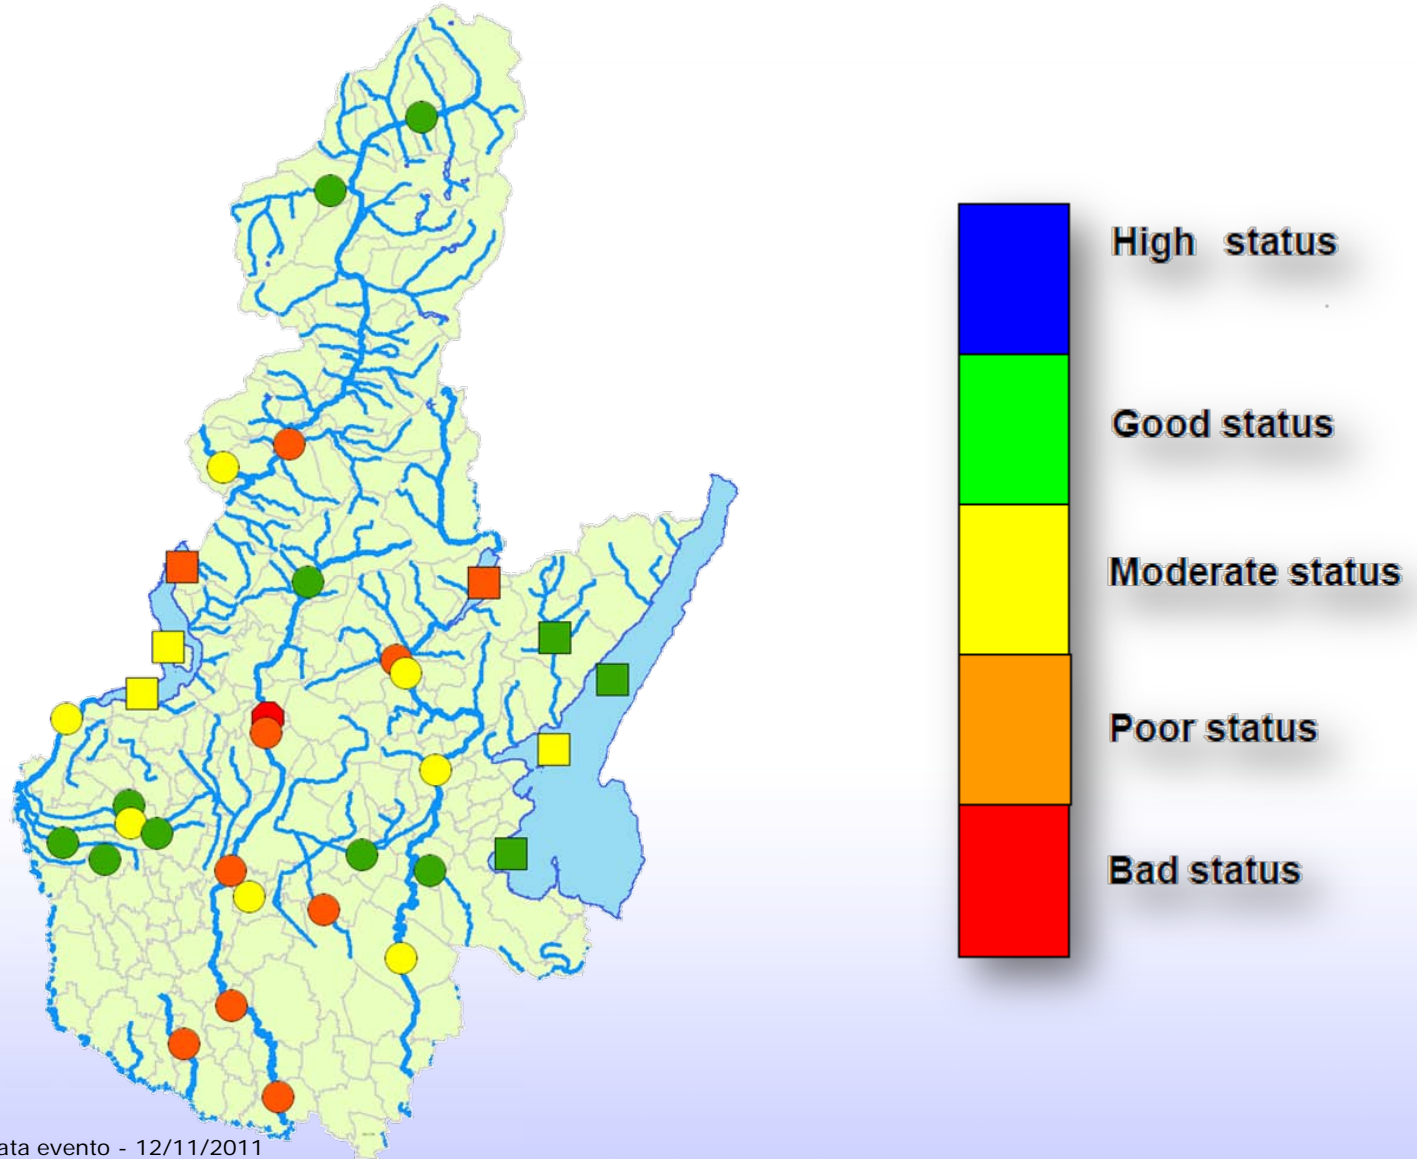 High status
Good status
Moderate status
Poor status
Bad status
ata evento - 12/11/2011